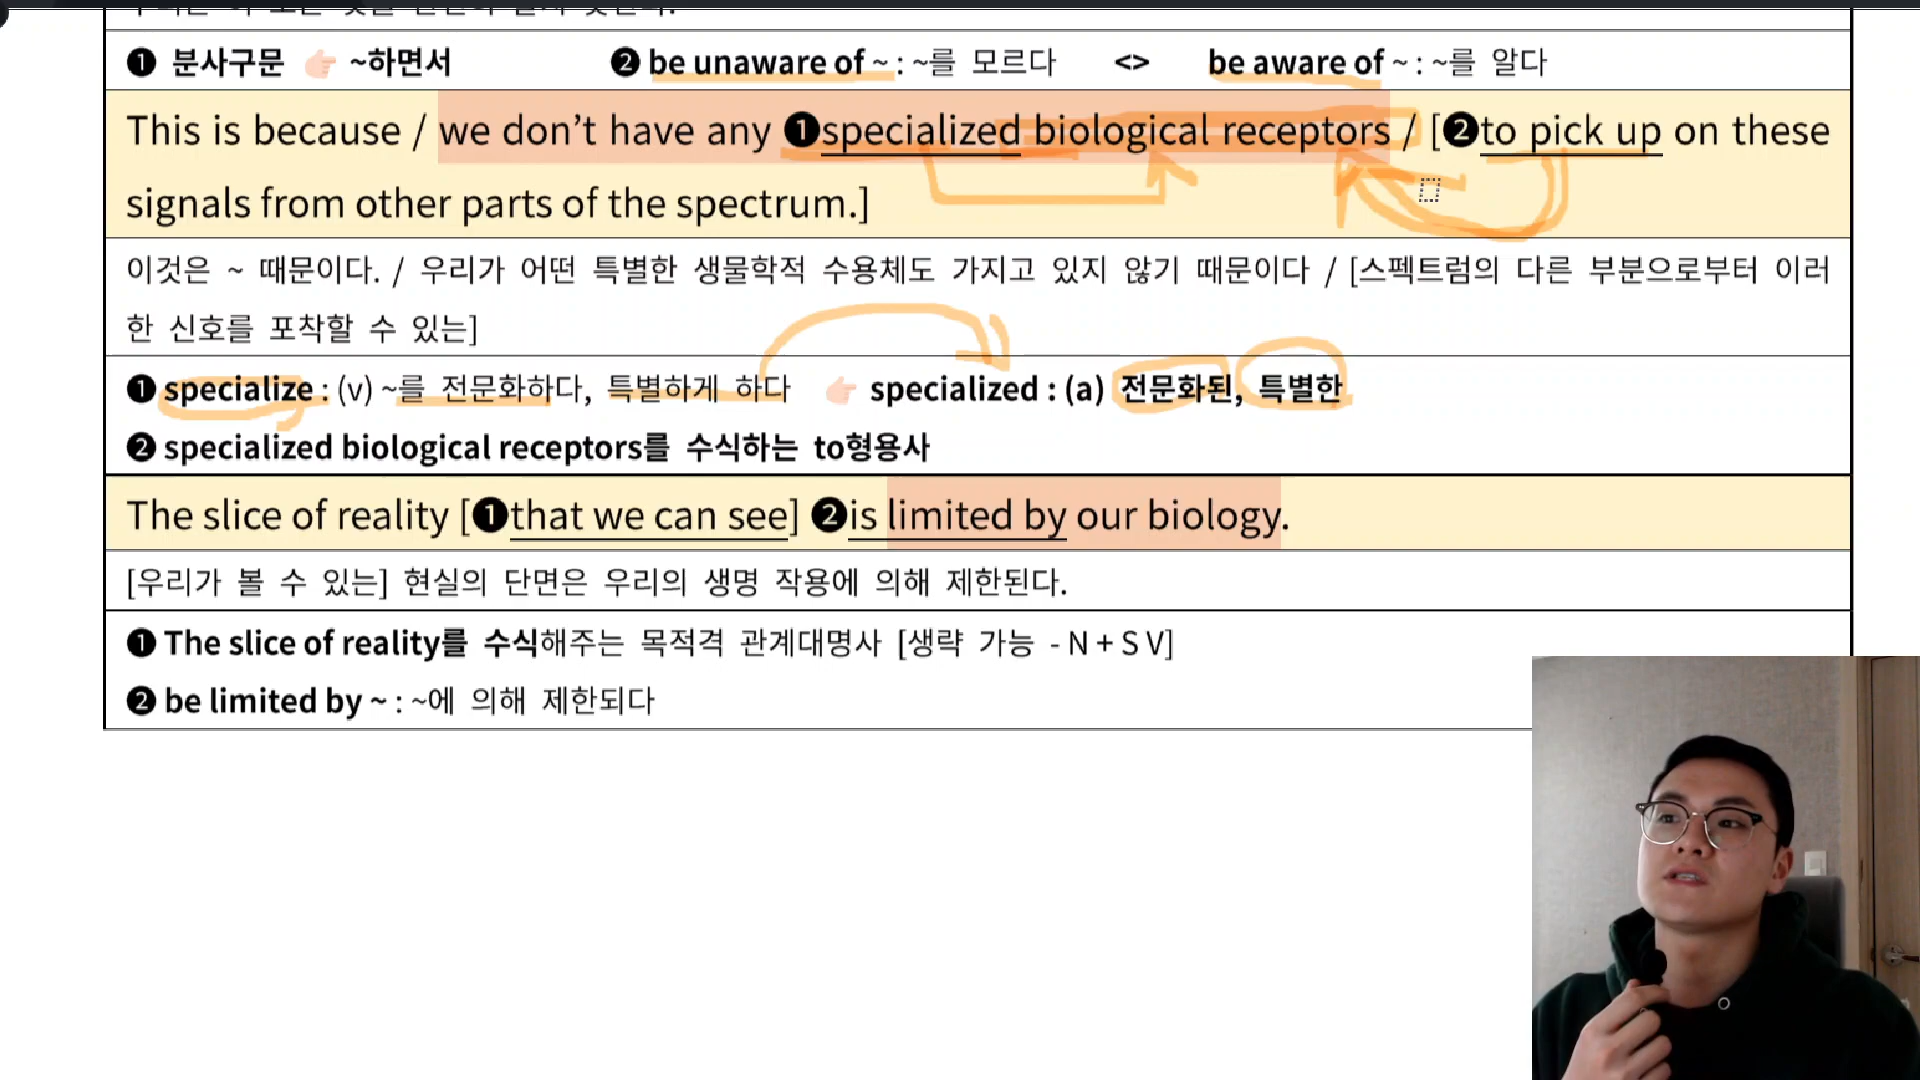 ❶ 분사구문 👉 ~하면서 ❷ be unaware of ~ : ~를 모르다 <> be aware of ~ : ~를 알다
This is because / we don't have any ❶specialized biological receptors / [❷to pick up on these
signals from other parts of the spectrum.]
이것은 ~ 때문이다. / 우리가 어떤 특별한 생물학적 수용체도 가지고 있지 않기 때문이다 / [스펙트럼의 다른 부분으로부터 이러
한 신호를 포착할 수 있는]
❶ specialize : (v) ~를 전문화하다, 특별하게 하다 👉 specialized : (a) 전문화된, 특별한
❷ specialized biological receptors를 수식하는 to형용사
The slice of reality [❶that we can see] ❷is limited by our biology.
[우리가 볼 수 있는] 현실의 단면은 우리의 생명 작용에 의해 제한된다.
❶ The slice of reality를 수식해주는 목적격 관계대명사 [생략 가능 - N + S V]
❷ be limited by ~ : ~에 의해 제한되다